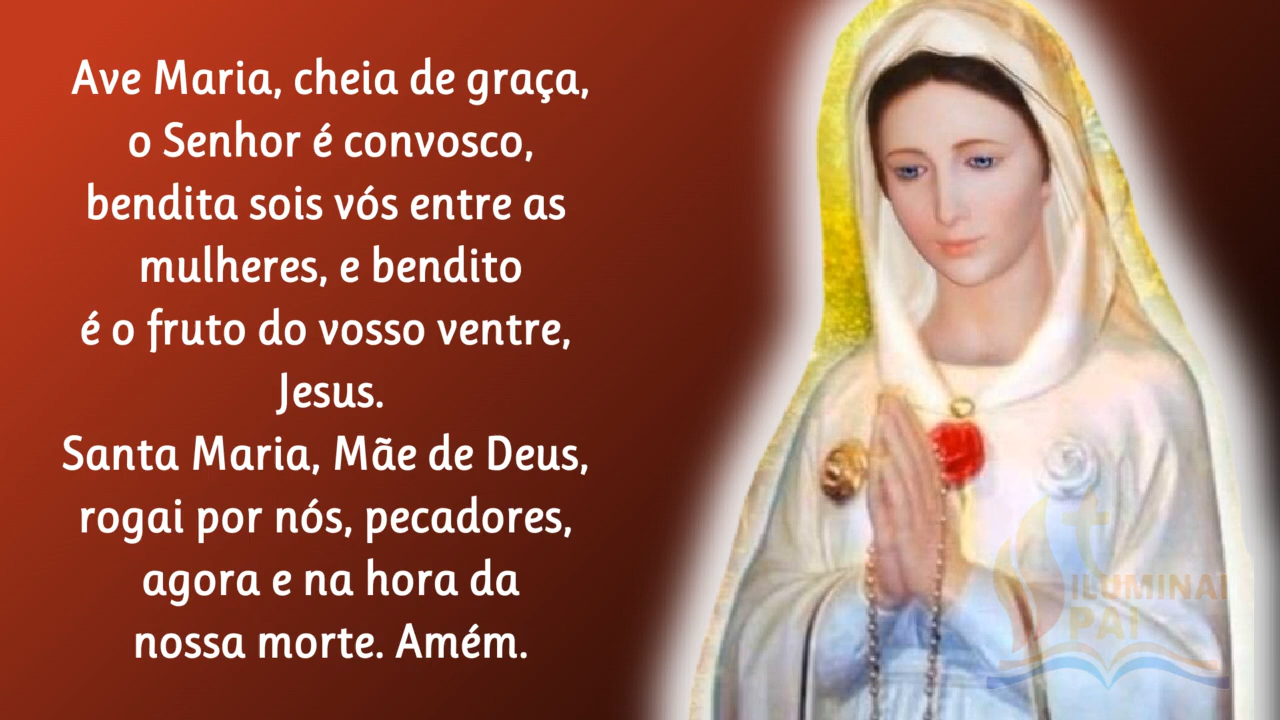 Ave Maria, cheia de graça,
o Senhor é convosco,
bendita sois vós entre as
mulheres, e bendito
é o fruto do vosso ventre,
Jesus.
Santa Maria, Mãe de Deus,
rogai por nós, pecadores,
agora e na hora da
nossa morte. Amém.
ILUMINAI
PAI